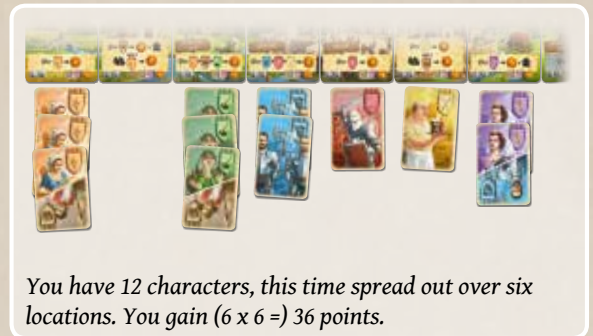 You have 12 characters, this time spread out over six
locations. You gain (6 x 6 =) 36 points.